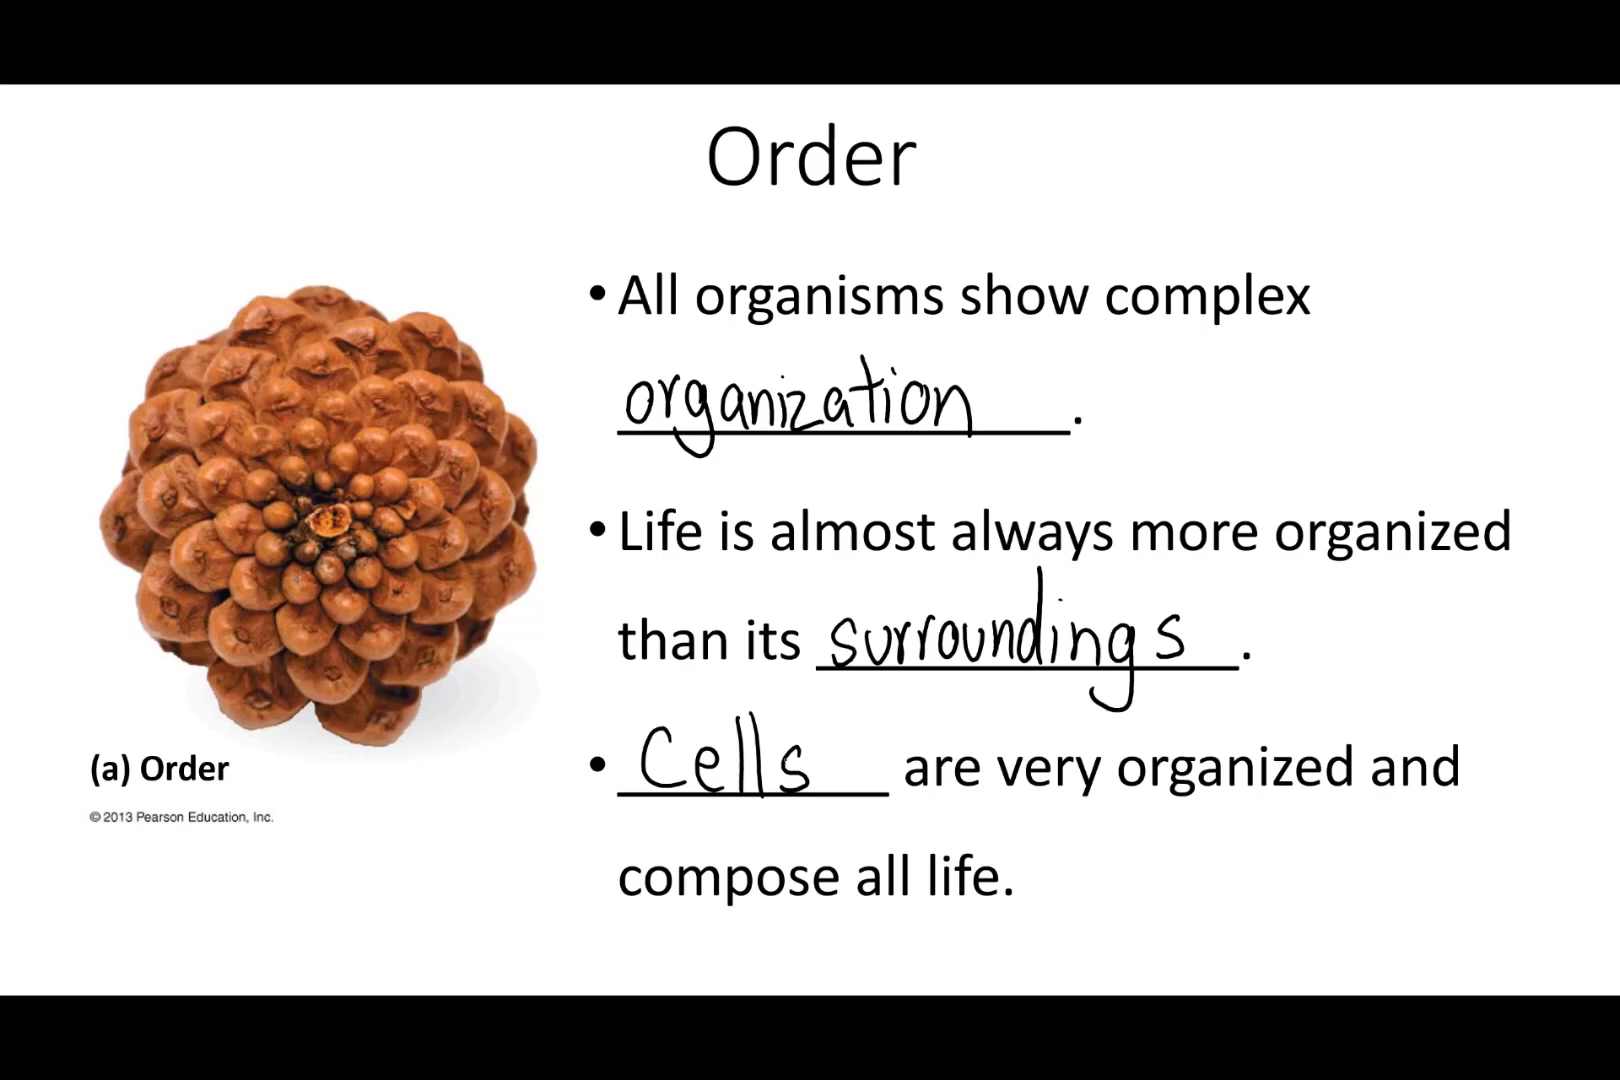 Order
• All organisms show complex
organization.
• Life is almost always more organized
than its surroundings.
• Cells are very organized and
compose all life.
(a) Order
© 2013 Pearson Education, Inc.